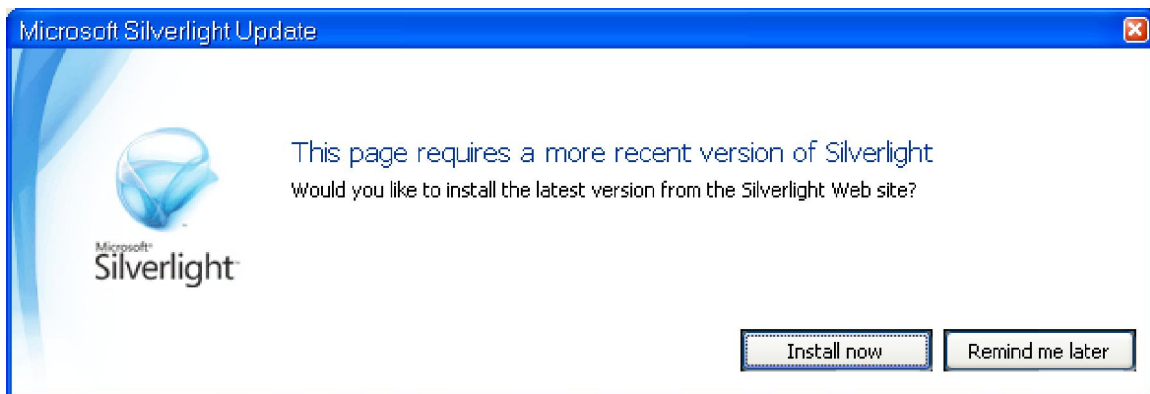 Microsoft Silverlight Update
This page requires a more recent version of Silverlight
Would you like to install the latest version from the Silverlight Web site?
Microsoft®
Silverlight™
Install now
Remind me later